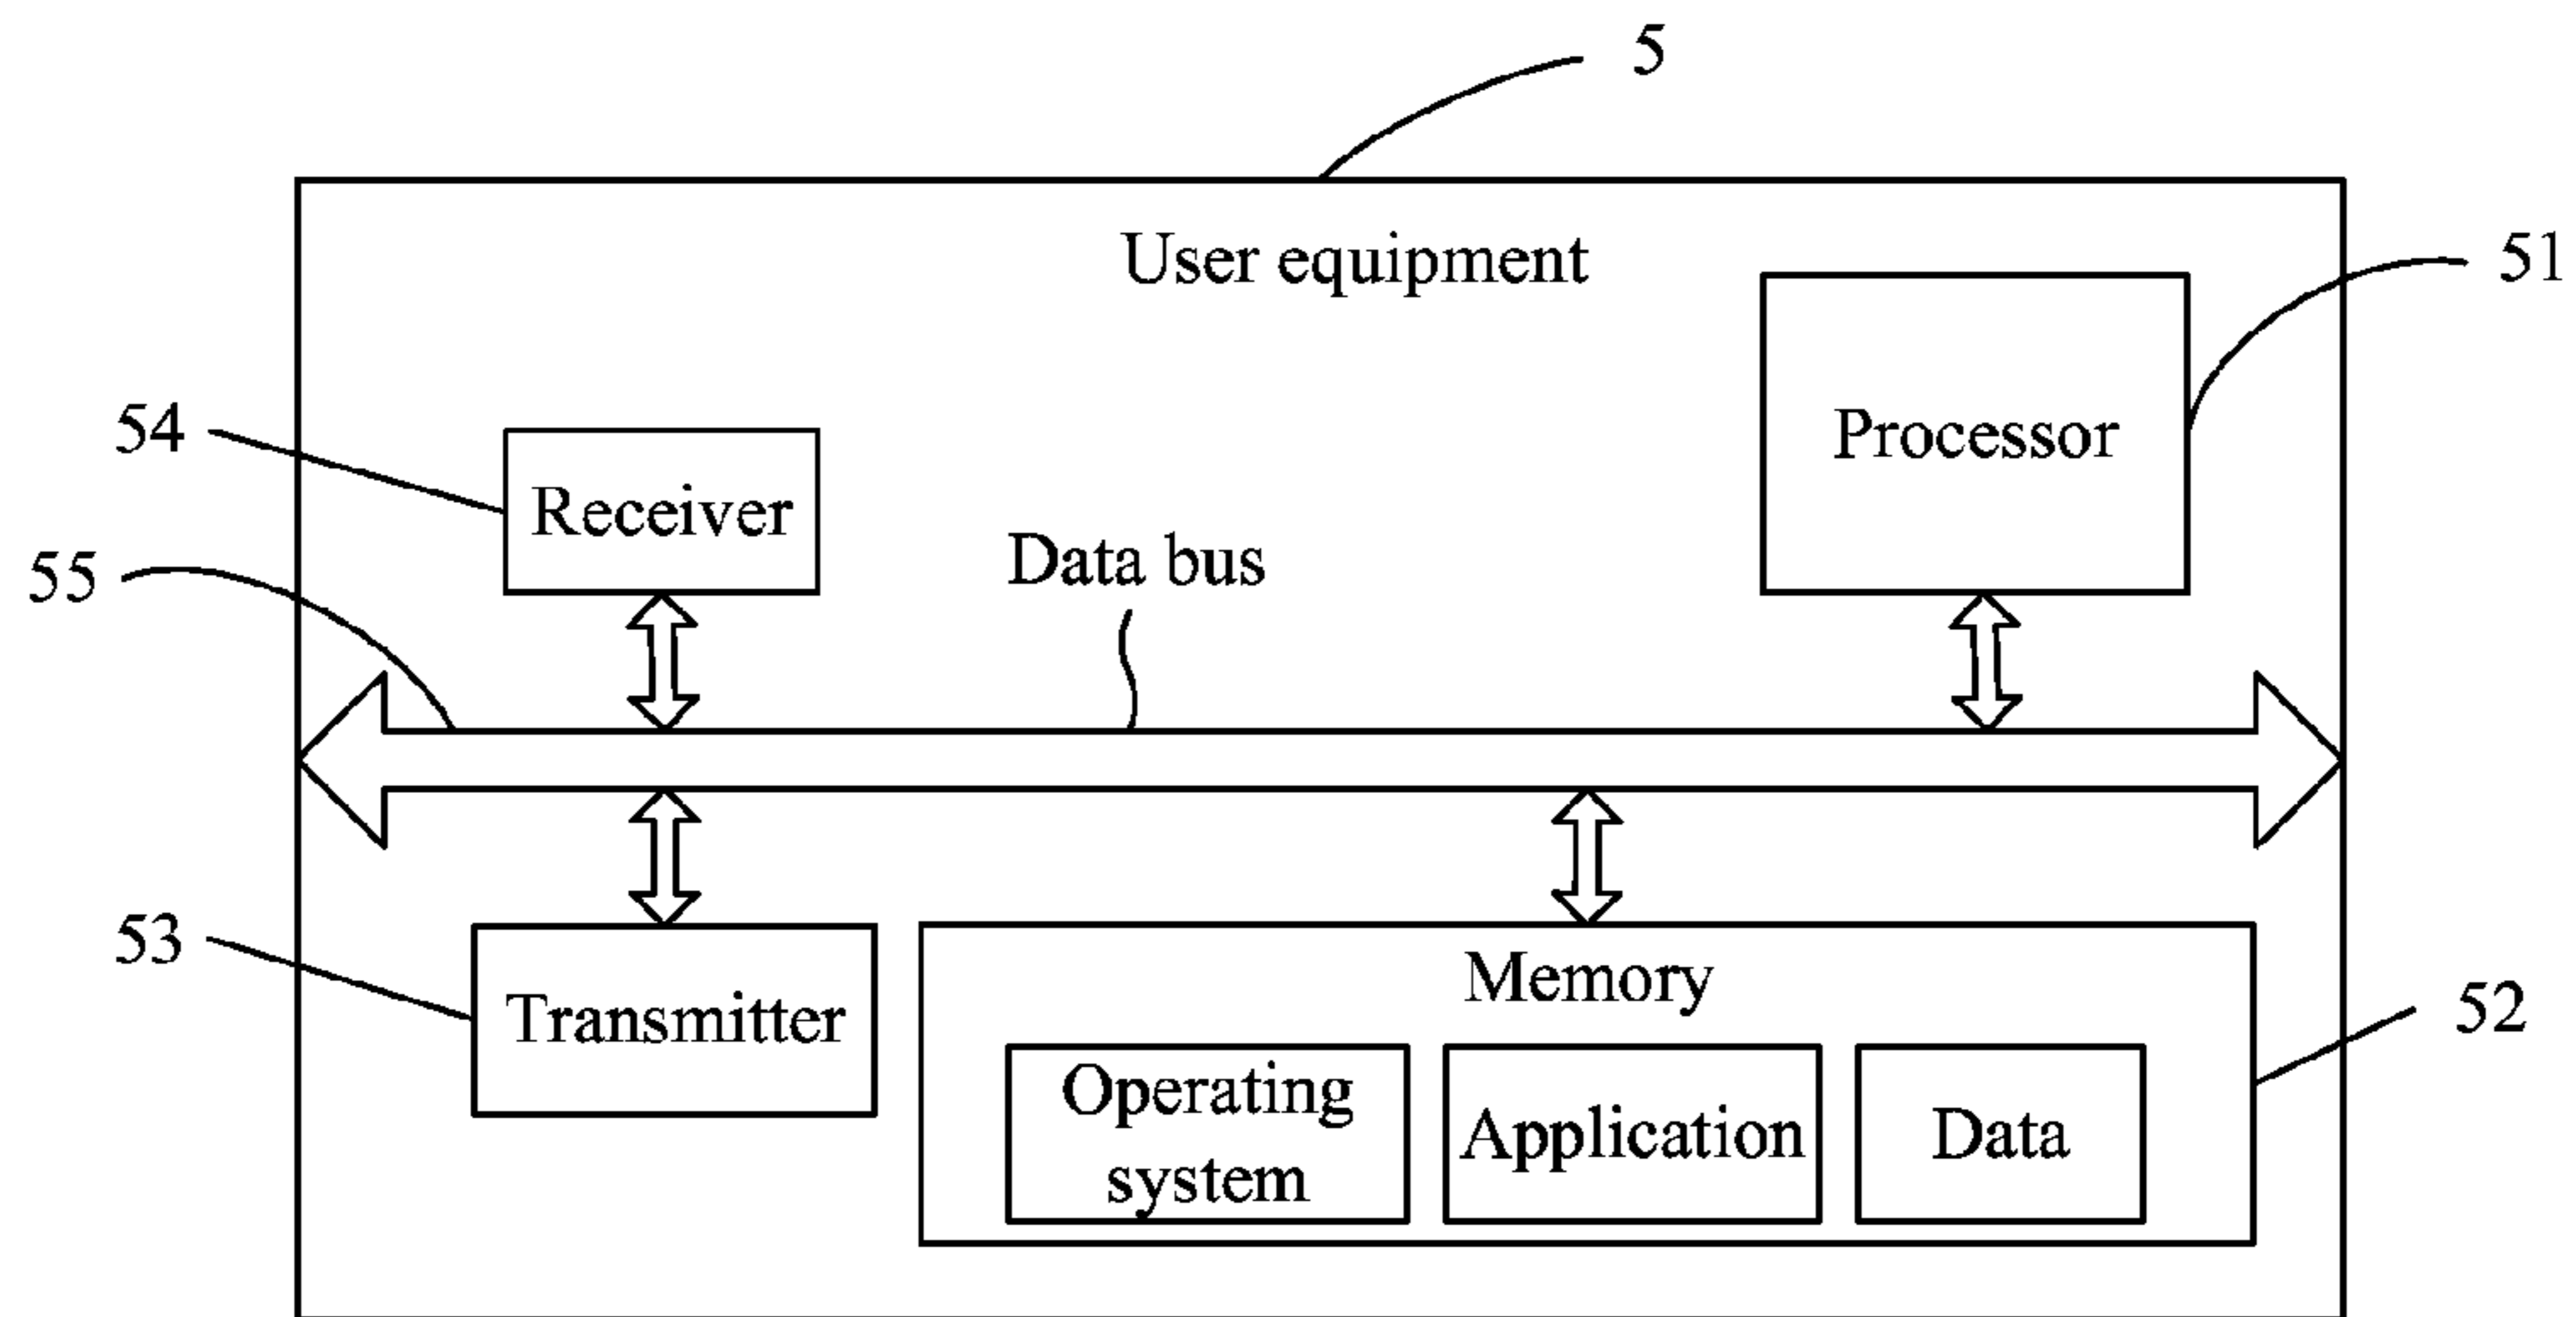 5
User equipment
51
Processor
54
Receiver
Data bus
55
53
Transmitter
Memory
52
Operating
system
Application
Data